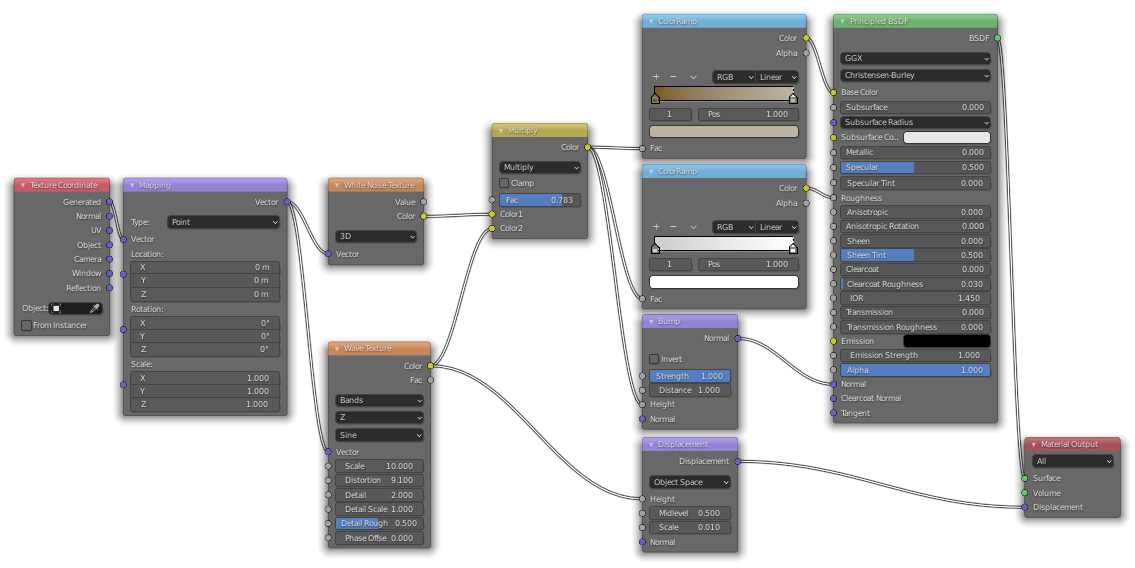 Texture Coordinate
Generated
Normal
UV
Object
Camera
Window
Reflection
Object:
From Instancer
Mapping
Vector
Type: Point
Vector
Location:
X 0 m
Y 0 m
Z 0 m
Rotation:
X 0°
Y 0°
Z 0°
Scale:
X 1.000
Y 1.000
Z 1.000
White Noise Texture
Value
Color
3D
Vector
Wave Texture
Color
Fac
Bands
Z
Sine
Vector
Scale 10.000
Distortion 9.100
Detail 2.000
Detail Scale 1.000
Detail Rough 0.500
Phase Offse 0.000
Multiply
Color
Multiply
Clamp
Fac 0.783
Color1
Color2
ColorRamp
Color
Alpha
RGB Linear
1 Pos 1.000
Fac
ColorRamp
Color
Alpha
RGB Linear
1 Pos 1.000
Fac
Bump
Normal
Invert
Strength 1.000
Distance 1.000
Height
Normal
Displacement
Displacement
Object Space
Height
Midlevel 0.500
Scale 0.010
Normal
Principled BSDF
BSDF
GGX
Christensen-Burley
Base Color
Subsurface 0.000
Subsurface Radius
Subsurface Co...
Metallic 0.000
Specular 0.500
Specular Tint 0.000
Roughness
Anisotropic 0.000
Anisotropic Rotation 0.000
Sheen 0.000
Sheen Tint 0.500
Clearcoat 0.000
Clearcoat Roughness 0.030
IOR 1.450
Transmission 0.000
Transmission Roughness 0.000
Emission
Emission Strength 1.000
Alpha 1.000
Normal
Clearcoat Normal
Tangent
Material Output
All
Surface
Volume
Displacement